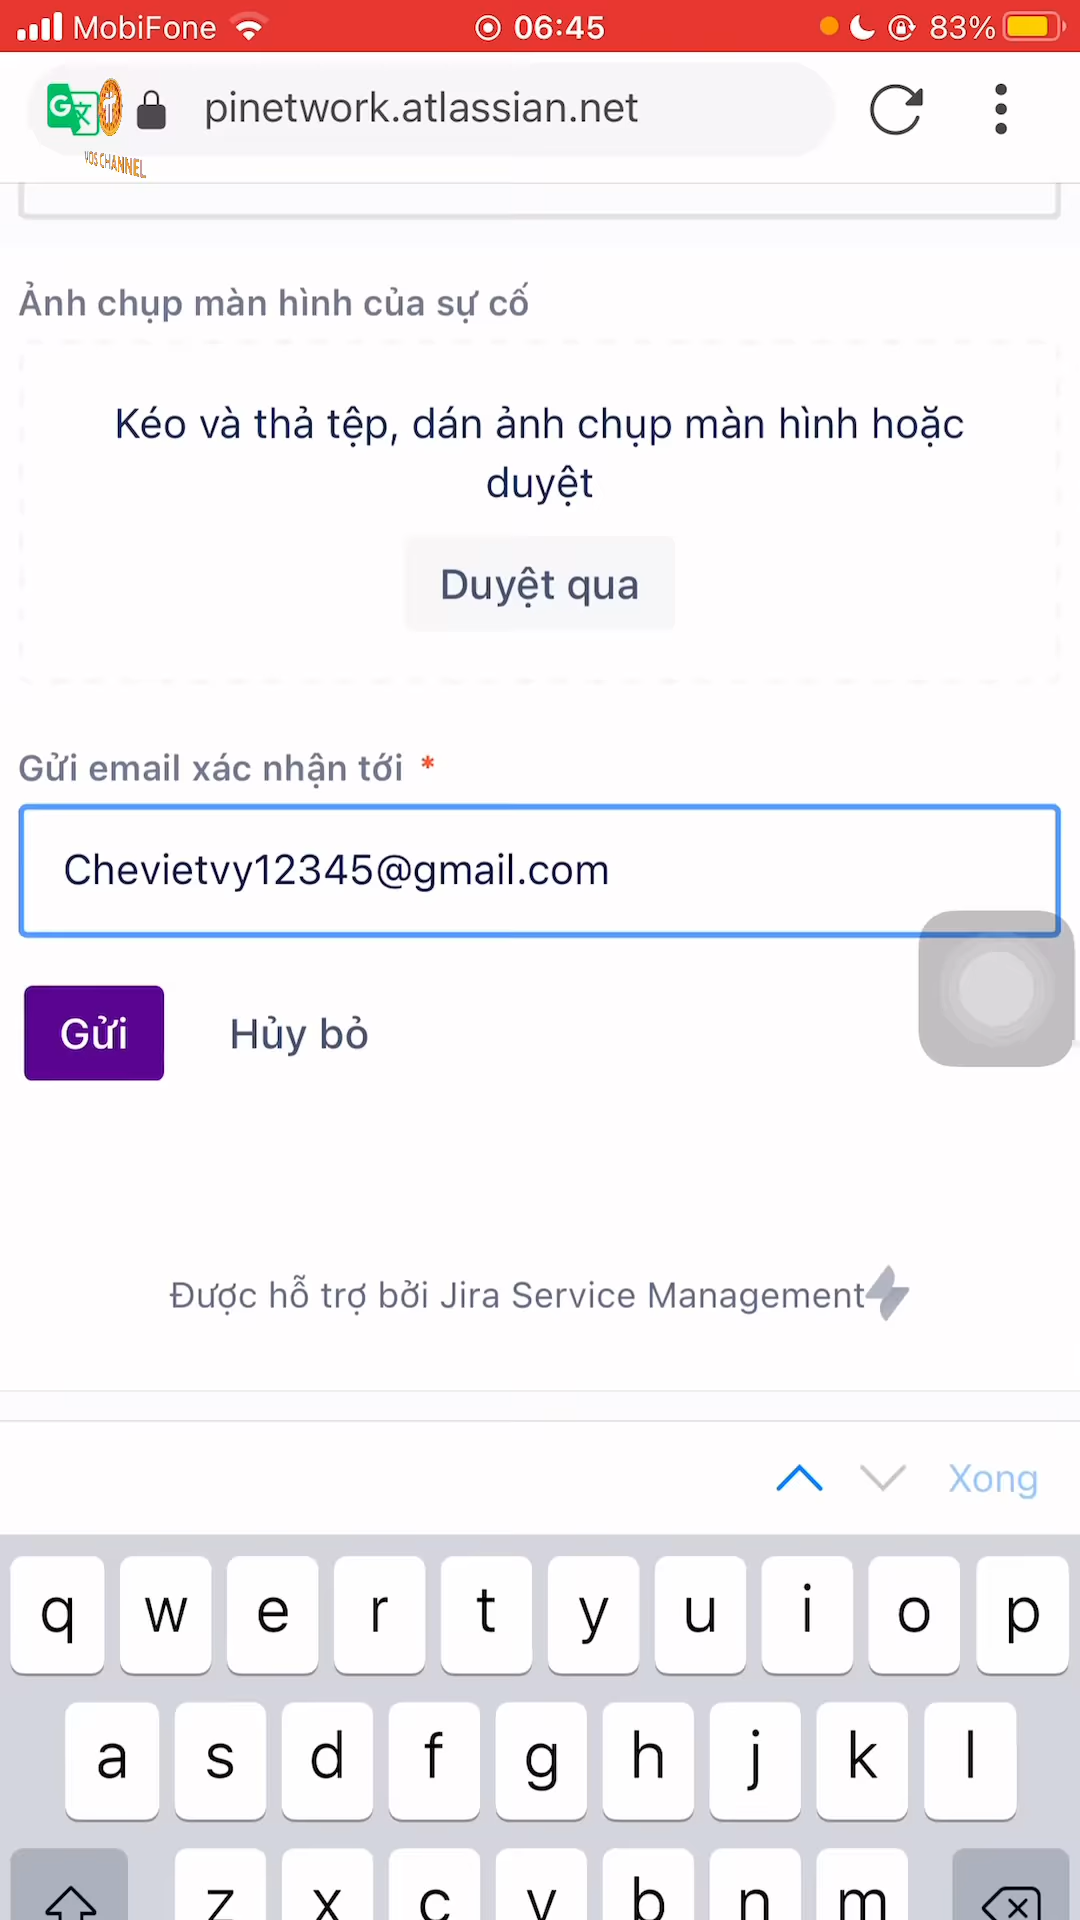 MobiFone 06:45 83%
pinetwork.atlassian.net
VOS CHANNEL
Ảnh chụp màn hình của sự cố
Kéo và thả tệp, dán ảnh chụp màn hình hoặc
duyệt
Duyệt qua
Gửi email xác nhận tới *
Chevietvy12345@gmail.com
Gửi Hủy bỏ
Được hỗ trợ bởi Jira Service Management
Xong
q w e r t y u i o p
a s d f g h j k l
z x c v b n m